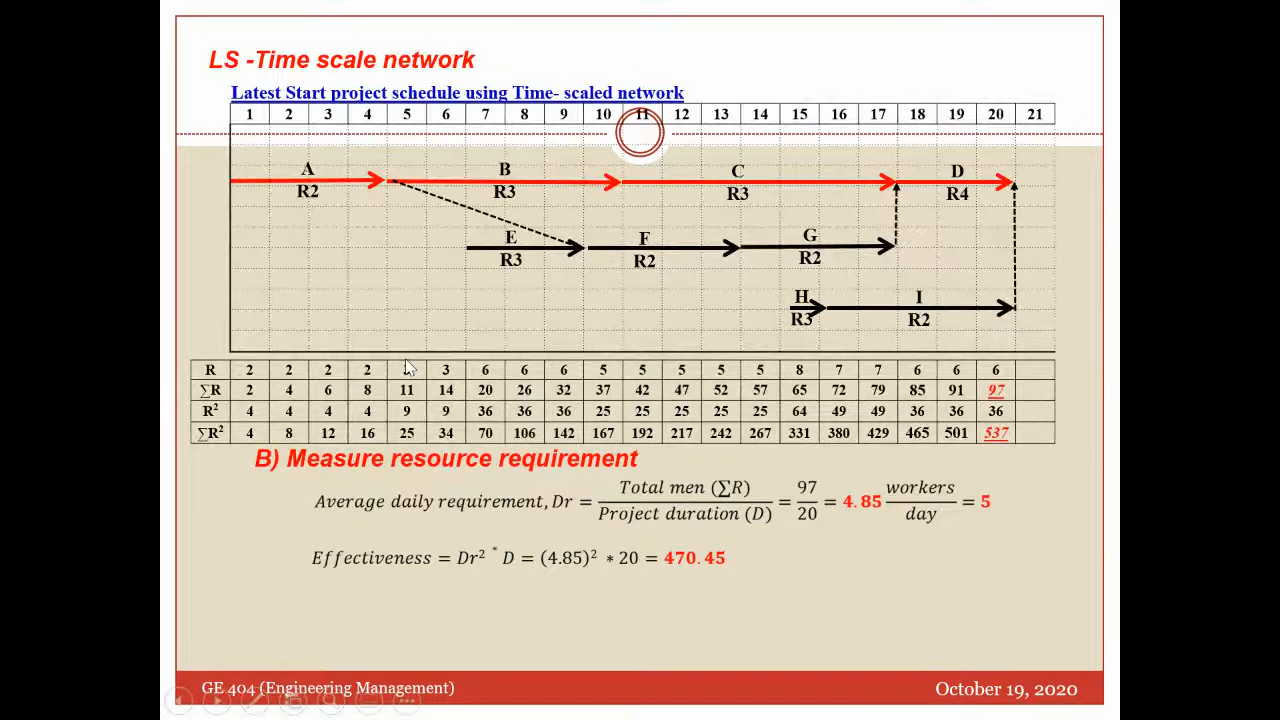 LS -Time scale network
Latest Start project schedule using Time- scaled network
1 2 3 4 5 6 7 8 9 10 11 12 13 14 15 16 17 18 19 20 21
A B C D
R2 R3 R3 R4
E F G
R3 R2 R2
H I
R3 R2
R 2 2 2 2 3 6 6 6 5 5 5 5 5 8 7 7 6 6 6
∑R 2 4 6 8 11 14 20 26 32 37 42 47 52 57 65 72 79 85 91 97
R² 4 4 4 4 9 9 36 36 36 25 25 25 25 25 64 49 49 36 36 36
∑R² 4 8 12 16 25 34 70 106 142 167 192 217 242 267 331 380 429 465 501 537
B) Measure resource requirement
Average daily requirement, Dr = Total men (∑R) / Project duration (D) = 97 / 20 = 4.85 workers / day = 5
Effectiveness = Dr² * D = (4.85)² * 20 = 470.45
GE 404 (Engineering Management) October 19, 2020